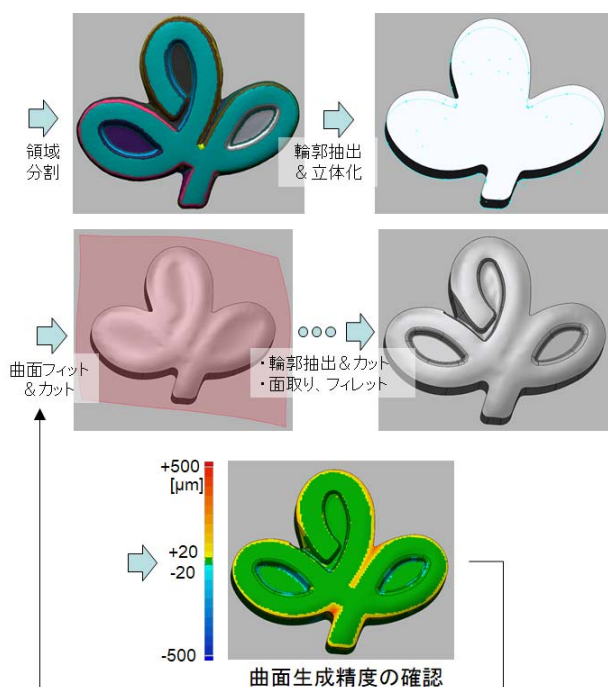 領域
分割
輪郭抽出
&立体化
曲面フィット
&カット
・輪郭抽出&カット
・面取り、フィレット
+500
[μm]
+20
-20
-500
曲面生成精度の確認